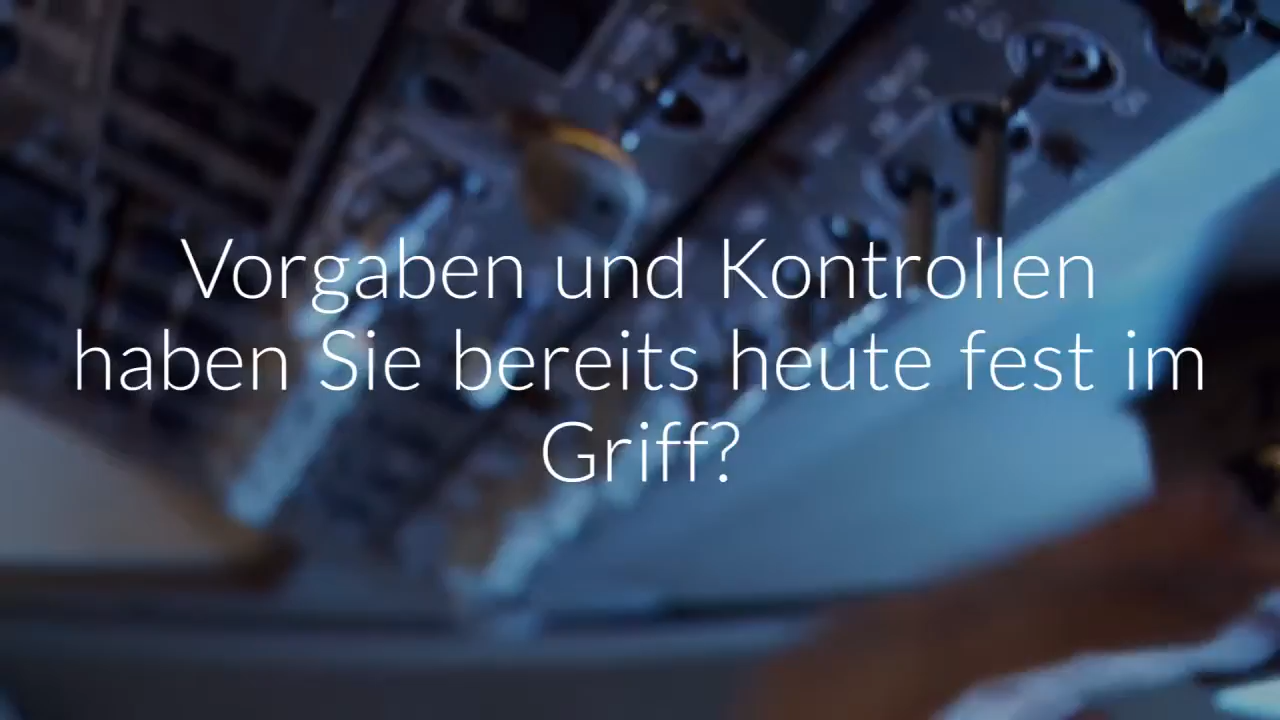 Vorgaben und Kontrollen
haben Sie bereits heute fest im
Griff?